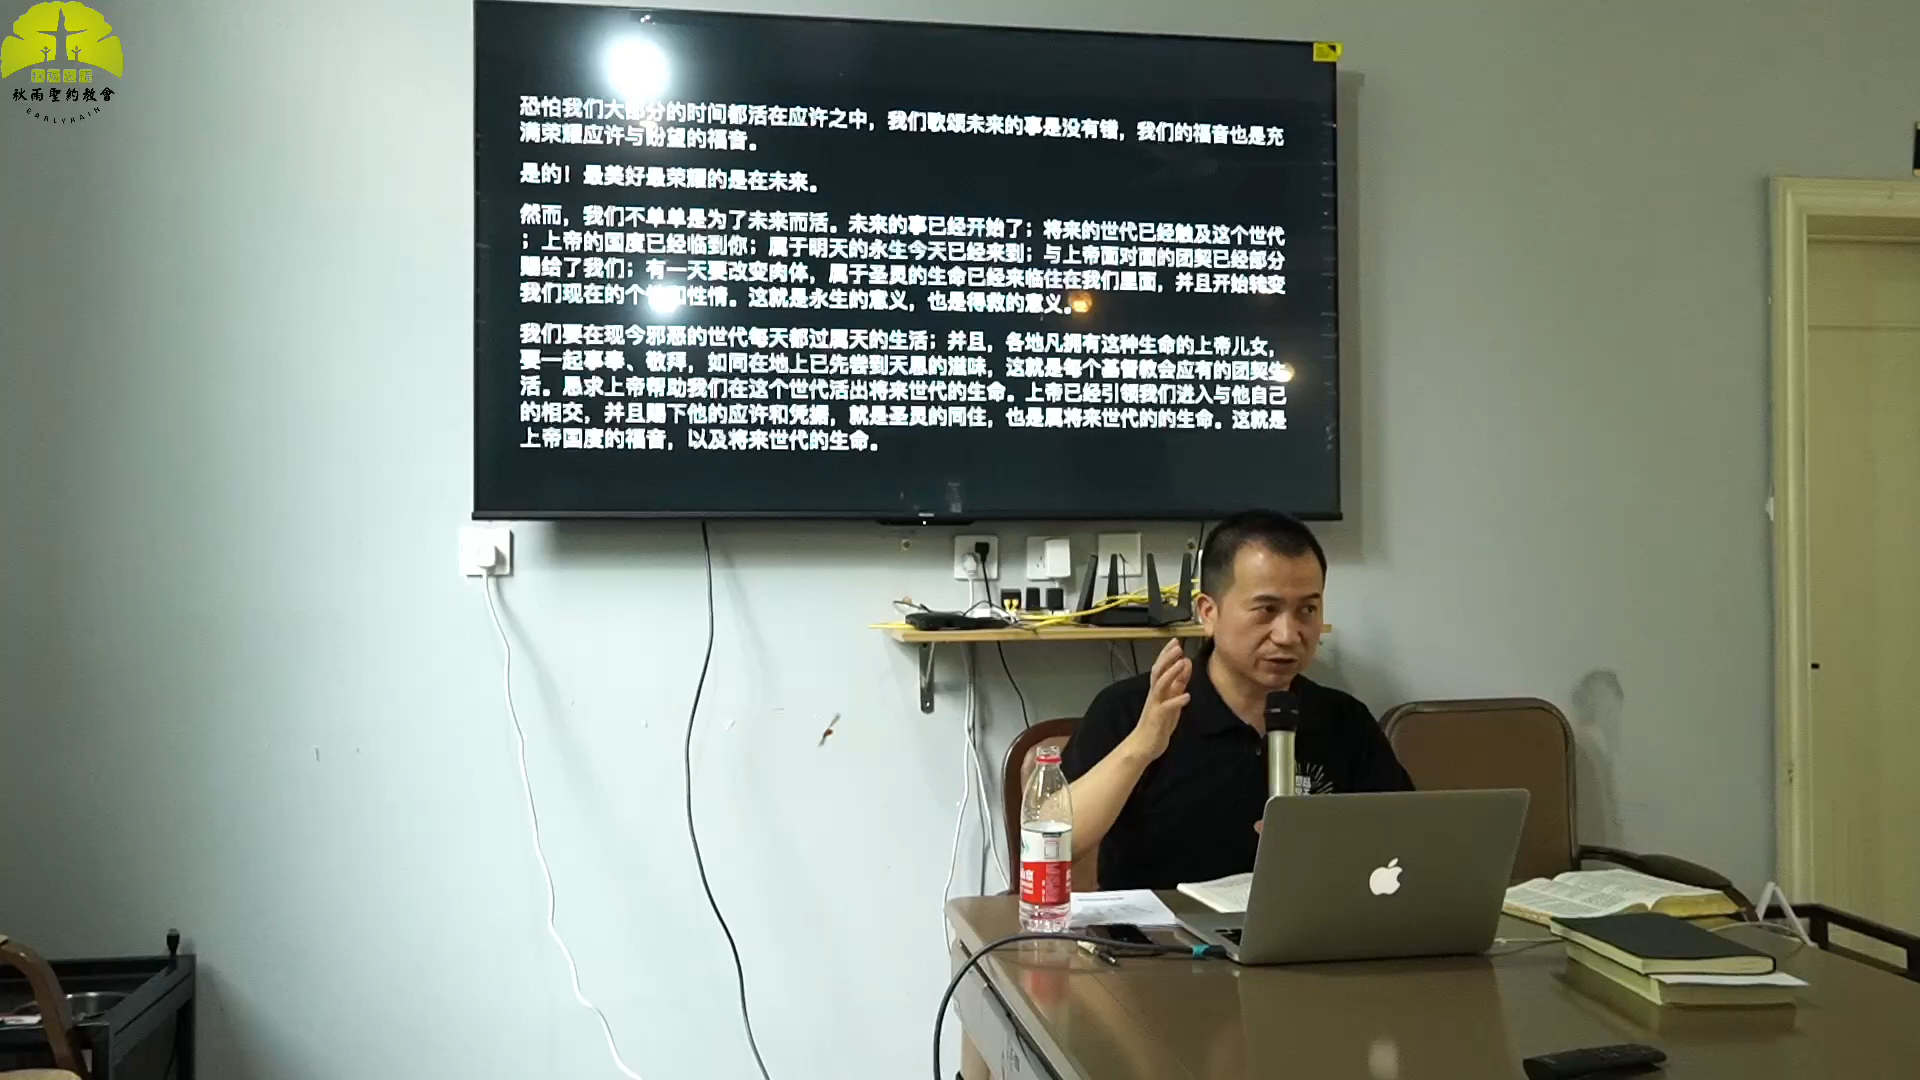 秋雨之福
秋雨聖約教會
EARLYRAIN
恐怕我们大部分的时间都活在应许之中，我们歌颂未来的事是没有错，我们的福音也是充
满荣耀应许与盼望的福音。
是的！最美好最荣耀的是在未来。
然而，我们不单单是为了未来而活。未来的事已经开始了；将来的世代已经触及这个世代
；上帝的国度已经临到你；属于明天的永生今天已经来到；与上帝面对面的团契已经部分
赐给了我们；有一天要改变肉体，属于圣灵的生命已经来临住在我们里面，并且开始转变
我们现在的个性和性情。这就是永生的意义，也是得救的意义。
我们要在现今邪恶的世代每天都过属天的生活；并且，各地凡拥有这种生命的上帝儿女，
要一起事奉、敬拜，如同在地上已先尝到天恩的滋味，这就是每个基督教会应有的团契生
活。恳求上帝帮助我们在这个世代活出将来世代的生命。上帝已经引领我们进入与他自己
的相交，并且赐下他的应许和凭据，就是圣灵的同住，也是属将来世代的的生命。这就是
上帝国度的福音，以及将来世代的生命。